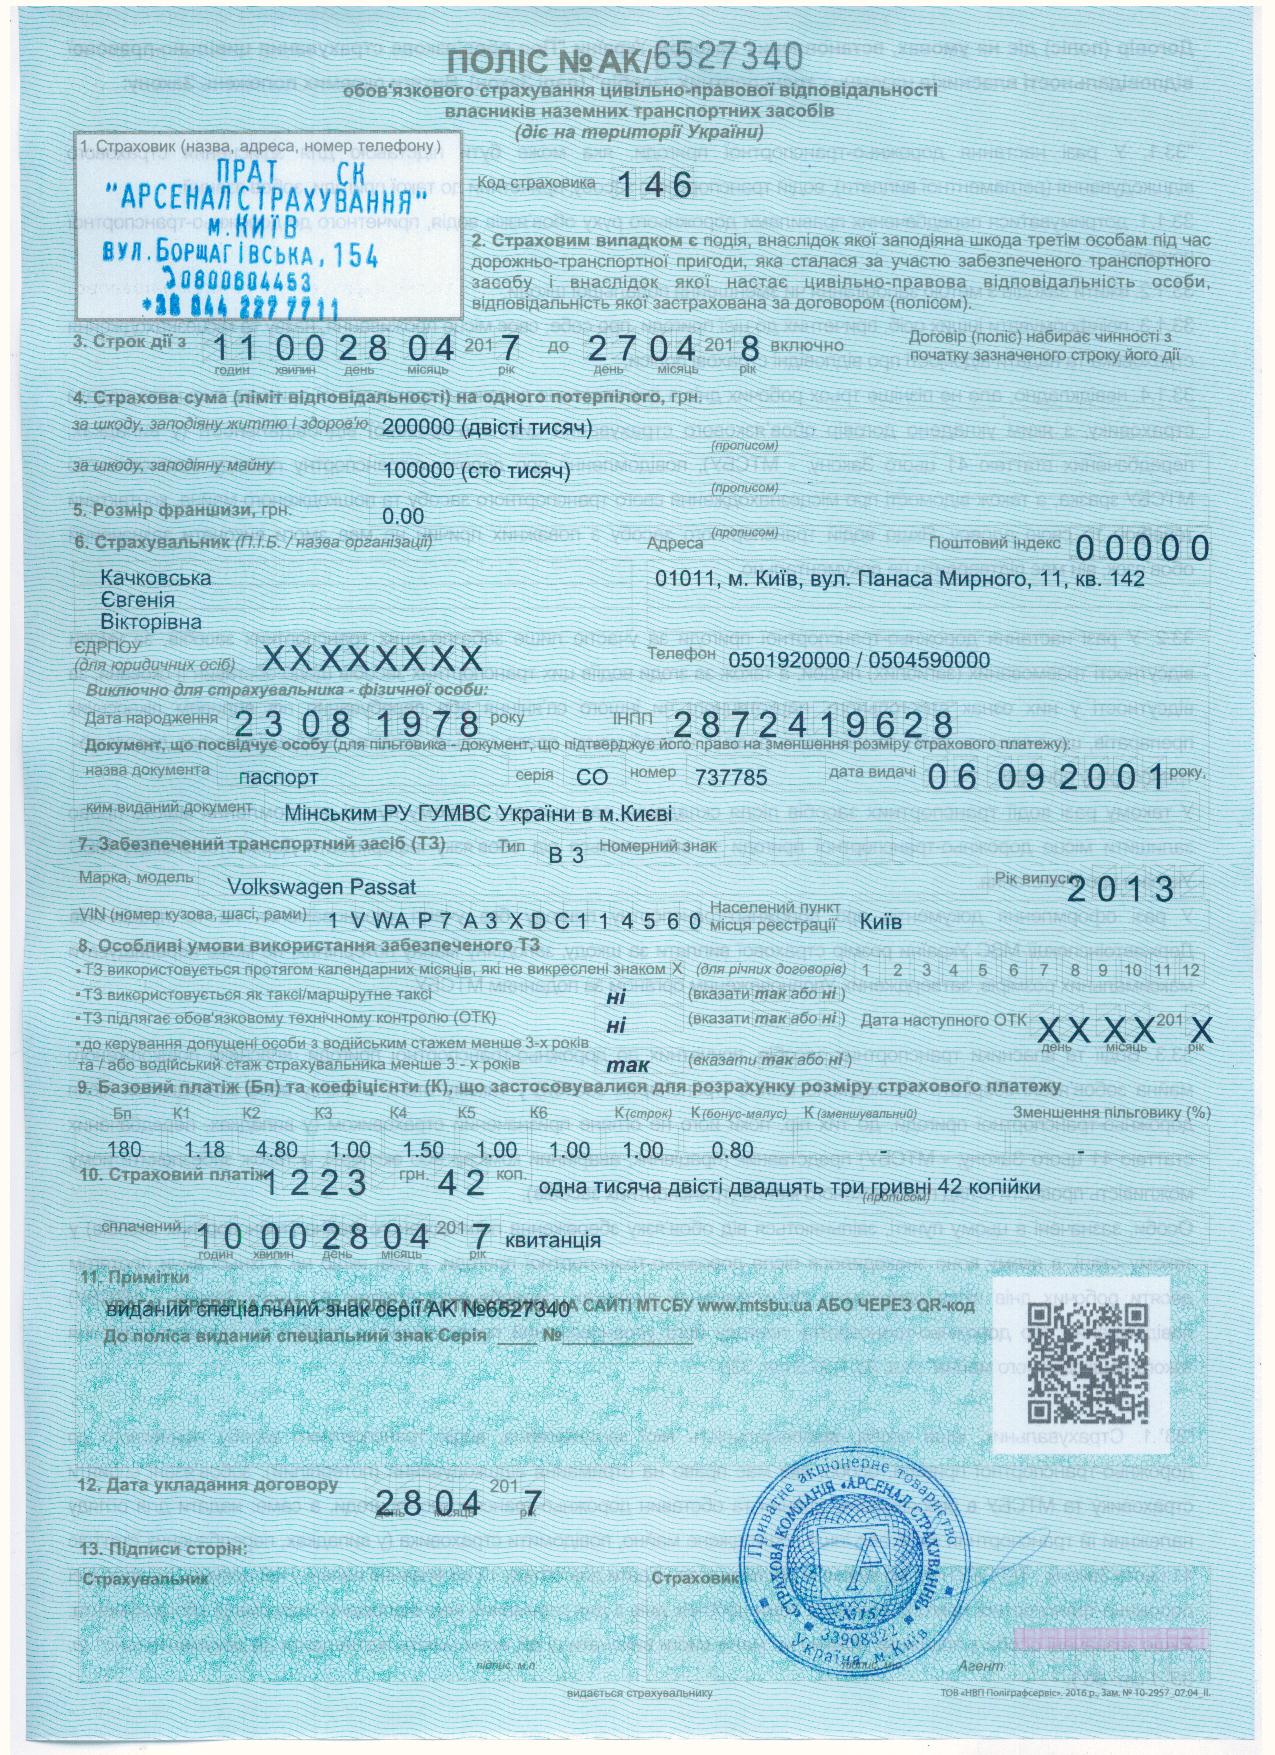 ПОЛІС № АК/6527340
обов'язкового страхування цивільно-правової відповідальності
власників наземних транспортних засобів
(діє на території України)
1. Страховик (назва, адреса, номер телефону)
ПРАТ СК
"АРСЕНАЛ СТРАХУВАННЯ"
м.КИЇВ
ВУЛ.БОРЩАГІВСЬКА, 154
0800604453
+38 044 227 7711
Код страховика 146
2. Страховим випадком є подія, внаслідок якої заподіяна шкода третім особам під час
дорожньо-транспортної пригоди, яка сталася за участю забезпеченого транспортного
засобу і внаслідок якої настає цивільно-правова відповідальність особи,
відповідальність якої застрахована за договором (полісом).
3. Строк дії з 11 00 28 04 2017 до 27 04 2018 включно
годин хвилин день місяць рік день місяць рік
Договір (поліс) набирає чинності з
початку зазначеного строку його дії
4. Страхова сума (ліміт відповідальності) на одного потерпілого, грн.
за шкоду, заподіяну життю і здоров'ю 200000 (двісті тисяч)
(прописом)
за шкоду, заподіяну майну 100000 (сто тисяч)
(прописом)
5. Розмір франшизи, грн. 0.00
(прописом)
6. Страхувальник (П.І.Б. / назва організації) Адреса Поштовий індекс 00000
Качковська 01011, м. Київ, вул. Панаса Мирного, 11, кв. 142
Євгенія
Вікторівна
ЄДРПОУ
(для юридичних осіб) XXXXXXXX Телефон 0501920000 / 0504590000
Виключно для страхувальника - фізичної особи:
Дата народження 23 08 1978 року ІНПП 2872419628
Документ, що посвідчує особу (для пільговика - документ, що підтверджує його право на зменшення розміру страхового платежу):
назва документа паспорт серія СО номер 737785 дата видачі 06 09 2001 року,
ким виданий документ Мінським РУ ГУМВС України в м.Києві
7. Забезпечений транспортний засіб (ТЗ) Тип В 3 Номерний знак
Марка, модель Volkswagen Passat Рік випуску 2013
VIN (номер кузова, шасі, рами) 1VWAP7A3XDC114560 Населений пункт
місця реєстрації Київ
8. Особливі умови використання забезпеченого ТЗ
• ТЗ використовується протягом календарних місяців, які не викреслені знаком X (для річних договорів) 1 2 3 4 5 6 7 8 9 10 11 12
• ТЗ використовується як таксі/маршрутне таксі ні (вказати так або ні)
• ТЗ підлягає обов'язковому технічному контролю (ОТК) ні (вказати так або ні) Дата наступного ОТК XX XX 201 X
день місяць рік
• до керування допущені особи з водійським стажем менше 3-х років
та / або водійський стаж страхувальника менше 3 - х років так (вказати так або ні)
9. Базовий платіж (Бп) та коефіцієнти (К), що застосовувалися для розрахунку розміру страхового платежу
Бп К1 К2 К3 К4 К5 К6 К(строк) К(бонус-малус) К(зменшувальний) Зменшення пільговику (%)
180 1.18 4.80 1.00 1.50 1.00 1.00 1.00 0.80 - -
10. Страховий платіж 1223 грн. 42 коп. одна тисяча двісті двадцять три гривні 42 копійки
(прописом)
сплачений 10 00 28 04 2017 квитанція
годин хвилин день місяць рік
11. Примітки
УВАГА! ПЕРЕВІРКА СТАТУСУ ПОЛІСА ТА СТРАХОВИКА НА САЙТІ МТСБУ www.mtsbu.ua АБО ЧЕРЕЗ QR-код
виданий спеціальний знак серії АК №6527340
До поліса виданий спеціальний знак Серія ____ №____________
12. Дата укладання договору 28 04 2017
день місяць рік
13. Підписи сторін:
Страхувальник Страховик
Приватне акціонерне товариство
«СТРАХОВА КОМПАНІЯ «АРСЕНАЛ СТРАХУВАННЯ»
№15
33908322
Україна, м.Київ
підпис, м.п. підпис, м.п. Агент
видається страхувальнику
ТОВ «НВП Поліграфсервіс». 2016 р., Зам. № 10-2957_07.04_ІІ.